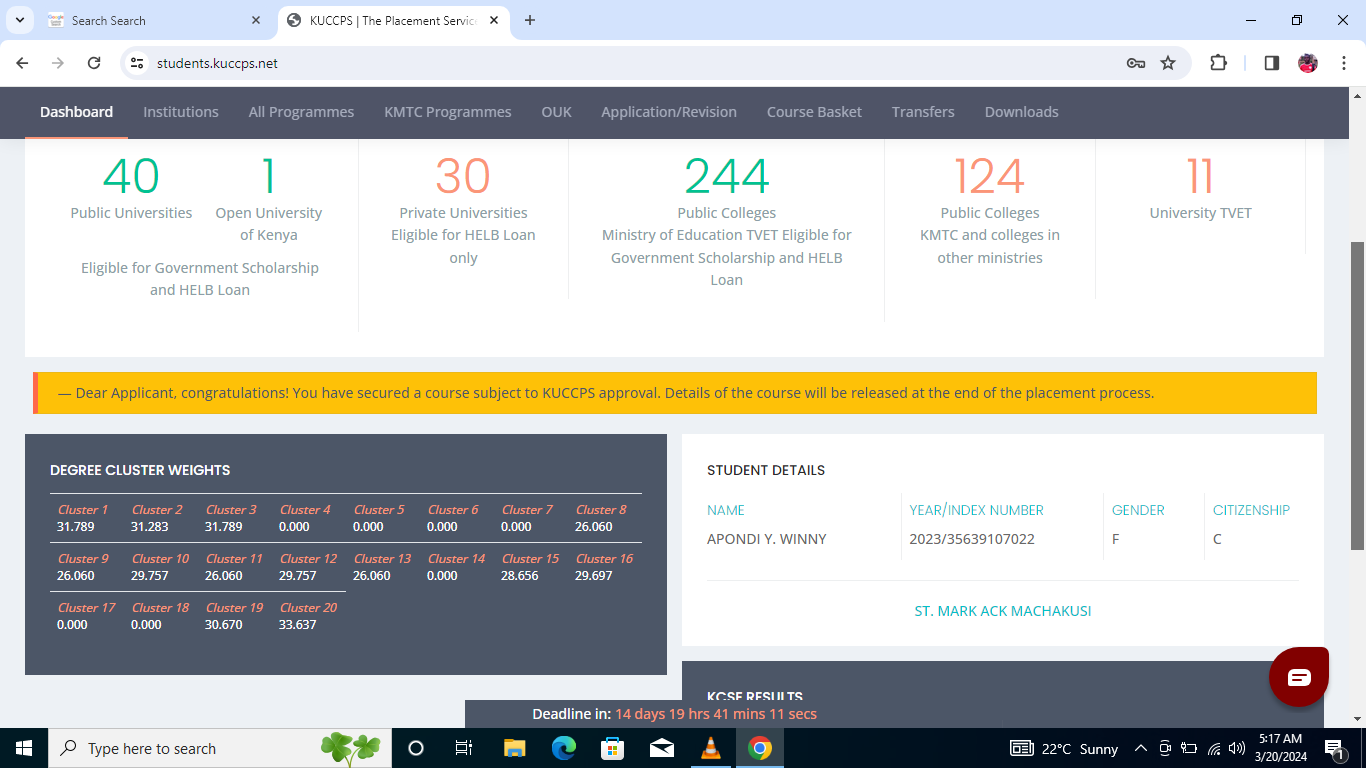 Search Search
KUCCPS | The Placement Service
students.kuccps.net
Dashboard Institutions All Programmes KMTC Programmes OUK Application/Revision Course Basket Transfers Downloads
40 1 30 244 124 11
Public Universities Open University of Kenya
Eligible for Government Scholarship
and HELB Loan
Private Universities
Eligible for HELB Loan
only
Public Colleges
Ministry of Education TVET Eligible for
Government Scholarship and HELB
Loan
Public Colleges
KMTC and colleges in
other ministries
University TVET
— Dear Applicant, congratulations! You have secured a course subject to KUCCPS approval. Details of the course will be released at the end of the placement process.
DEGREE CLUSTER WEIGHTS
Cluster 1 Cluster 2 Cluster 3 Cluster 4 Cluster 5 Cluster 6 Cluster 7 Cluster 8
31.789 31.283 31.789 0.000 0.000 0.000 0.000 26.060
Cluster 9 Cluster 10 Cluster 11 Cluster 12 Cluster 13 Cluster 14 Cluster 15 Cluster 16
26.060 29.757 26.060 29.757 26.060 0.000 28.656 29.697
Cluster 17 Cluster 18 Cluster 19 Cluster 20
0.000 0.000 30.670 33.637
STUDENT DETAILS
NAME YEAR/INDEX NUMBER GENDER CITIZENSHIP
APONDI Y. WINNY 2023/35639107022 F C
ST. MARK ACK MACHAKUSI
KCSE RESULTS
Deadline in: 14 days 19 hrs 41 mins 11 secs
Type here to search
22°C Sunny
5:17 AM
3/20/2024
1